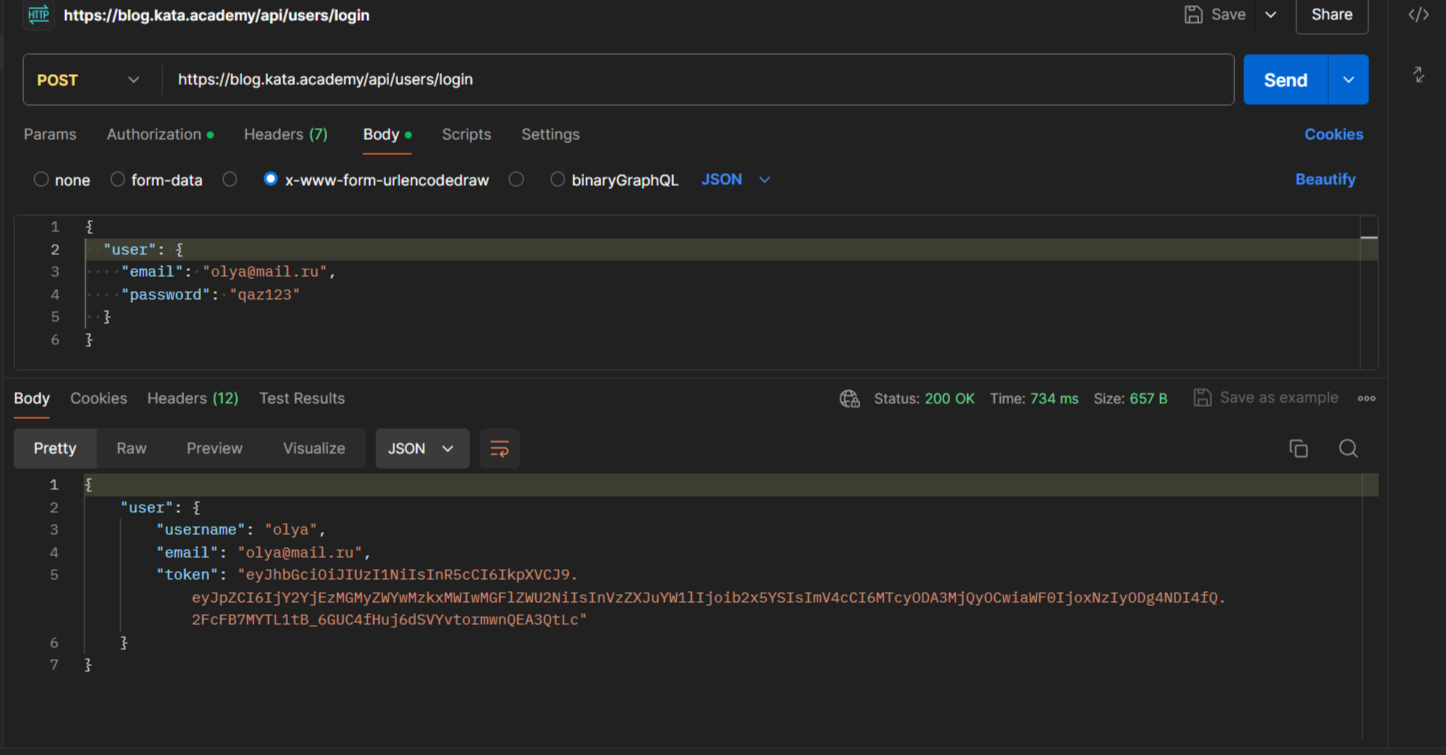 HTTP https://blog.kata.academy/api/users/login Save Share
POST https://blog.kata.academy/api/users/login Send
Params Authorization Headers (7) Body Scripts Settings Cookies
none form-data x-www-form-urlencodedraw binaryGraphQL JSON Beautify
1 {
2 "user": {
3 "email": "olya@mail.ru",
4 "password": "qaz123"
5 }
6 }
Body Cookies Headers (12) Test Results Status: 200 OK Time: 734 ms Size: 657 B Save as example
Pretty Raw Preview Visualize JSON
1 {
2 "user": {
3 "username": "olya",
4 "email": "olya@mail.ru",
5 "token": "eyJhbGciOiJIUzI1NiIsInR5cCI6IkpXVCJ9.
eyJpZCI6IjY2YjEzMGMyZWYwMzkxMWIwMGFlZWU2NiIsInVzZXJuYW1lIjoib2x5YSIsImV4cCI6MTcyODA3MjQyOCwiaWF0IjoxNzIyODg4NDI4fQ.
2FcFB7MYTL1tB_6GUC4fHuj6dSVYvtormwnQEA3QtLc"
6 }
7 }